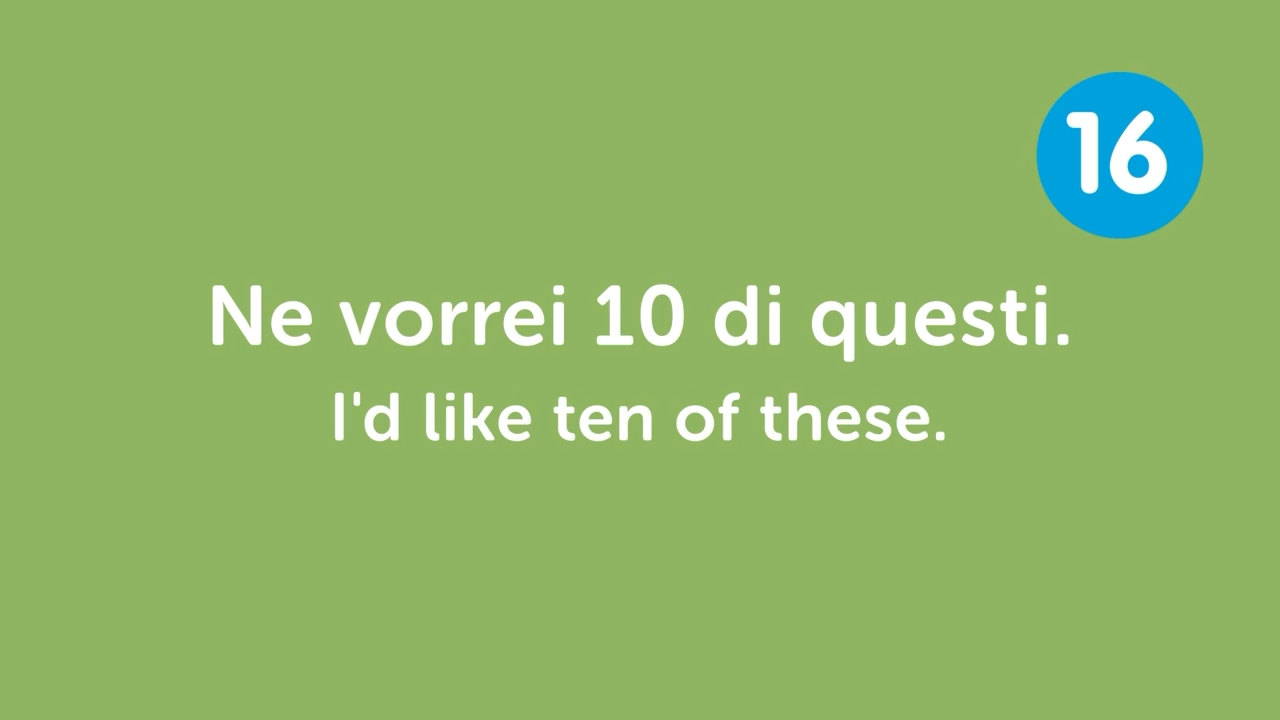 16
Ne vorrei 10 di questi.
I'd like ten of these.